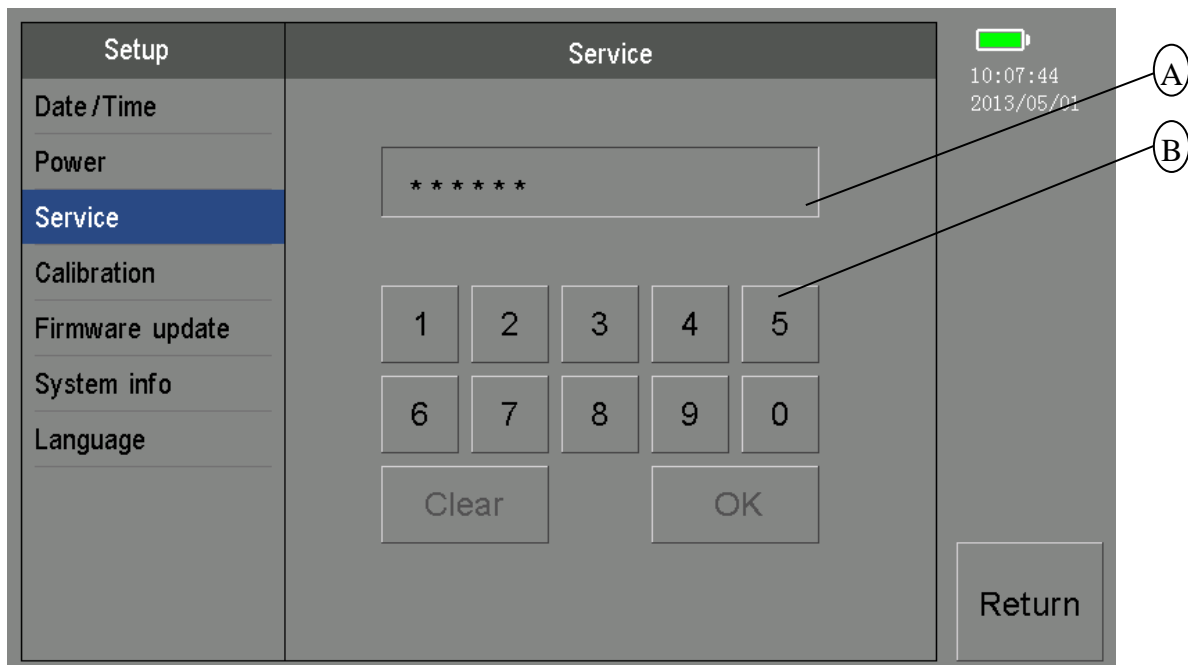 Setup
Service
10:07:44
2013/05/01
A
Date/Time
Power
B
******
Service
Calibration
Firmware update
System info
Language
1 2 3 4 5
6 7 8 9 0
Clear OK
Return